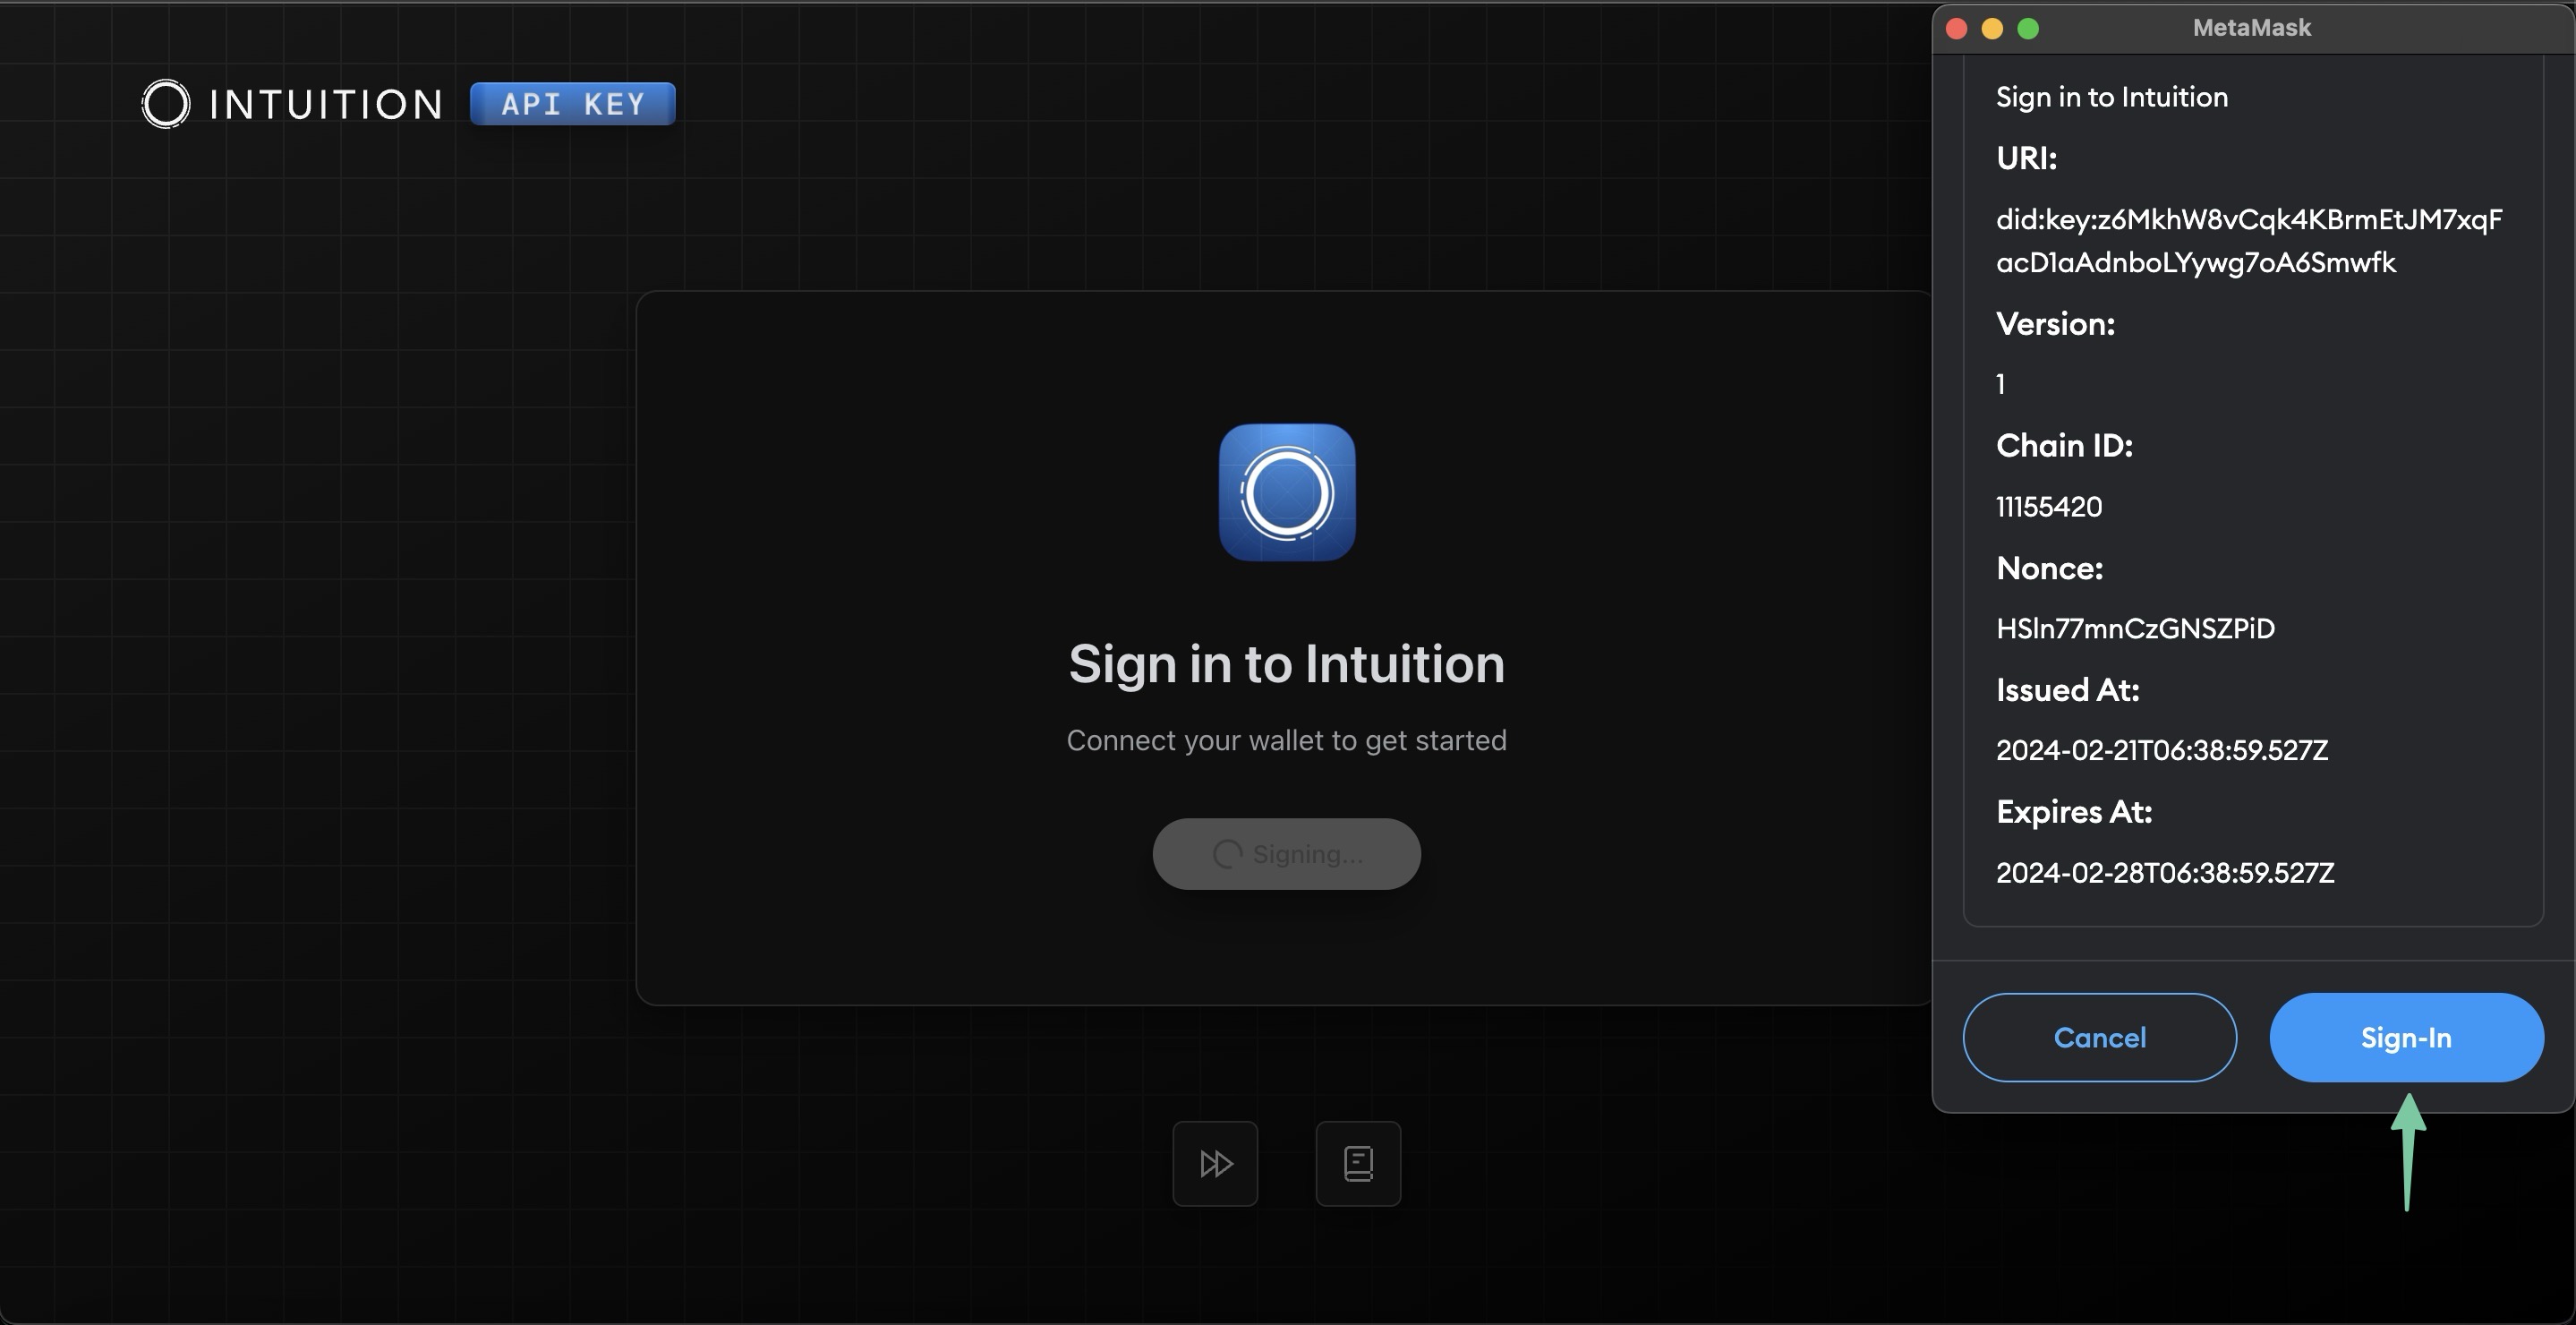 INTUITION
API KEY
Sign in to Intuition
Connect your wallet to get started
Signing...
MetaMask
Sign in to Intuition
URI:
did:key:z6MkhW8vCqk4KBrmEtJM7xqF
acD1aAdnboLYywg7oA6Smwfk
Version:
1
Chain ID:
11155420
Nonce:
HSln77mnCzGNSZPiD
Issued At:
2024-02-21T06:38:59.527Z
Expires At:
2024-02-28T06:38:59.527Z
Cancel
Sign-In